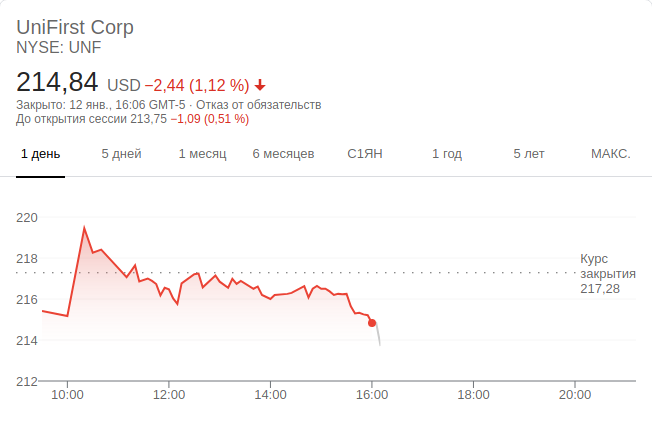 UniFirst Corp
NYSE: UNF
214,84 USD −2,44 (1,12 %)
Закрыто: 12 янв., 16:06 GMT-5 · Отказ от обязательств
До открытия сессии 213,75 −1,09 (0,51 %)
1 день 5 дней 1 месяц 6 месяцев С1ЯН 1 год 5 лет МАКС.
220
218
Курс
закрытия
217,28
216
214
212
10:00 12:00 14:00 16:00 18:00 20:00